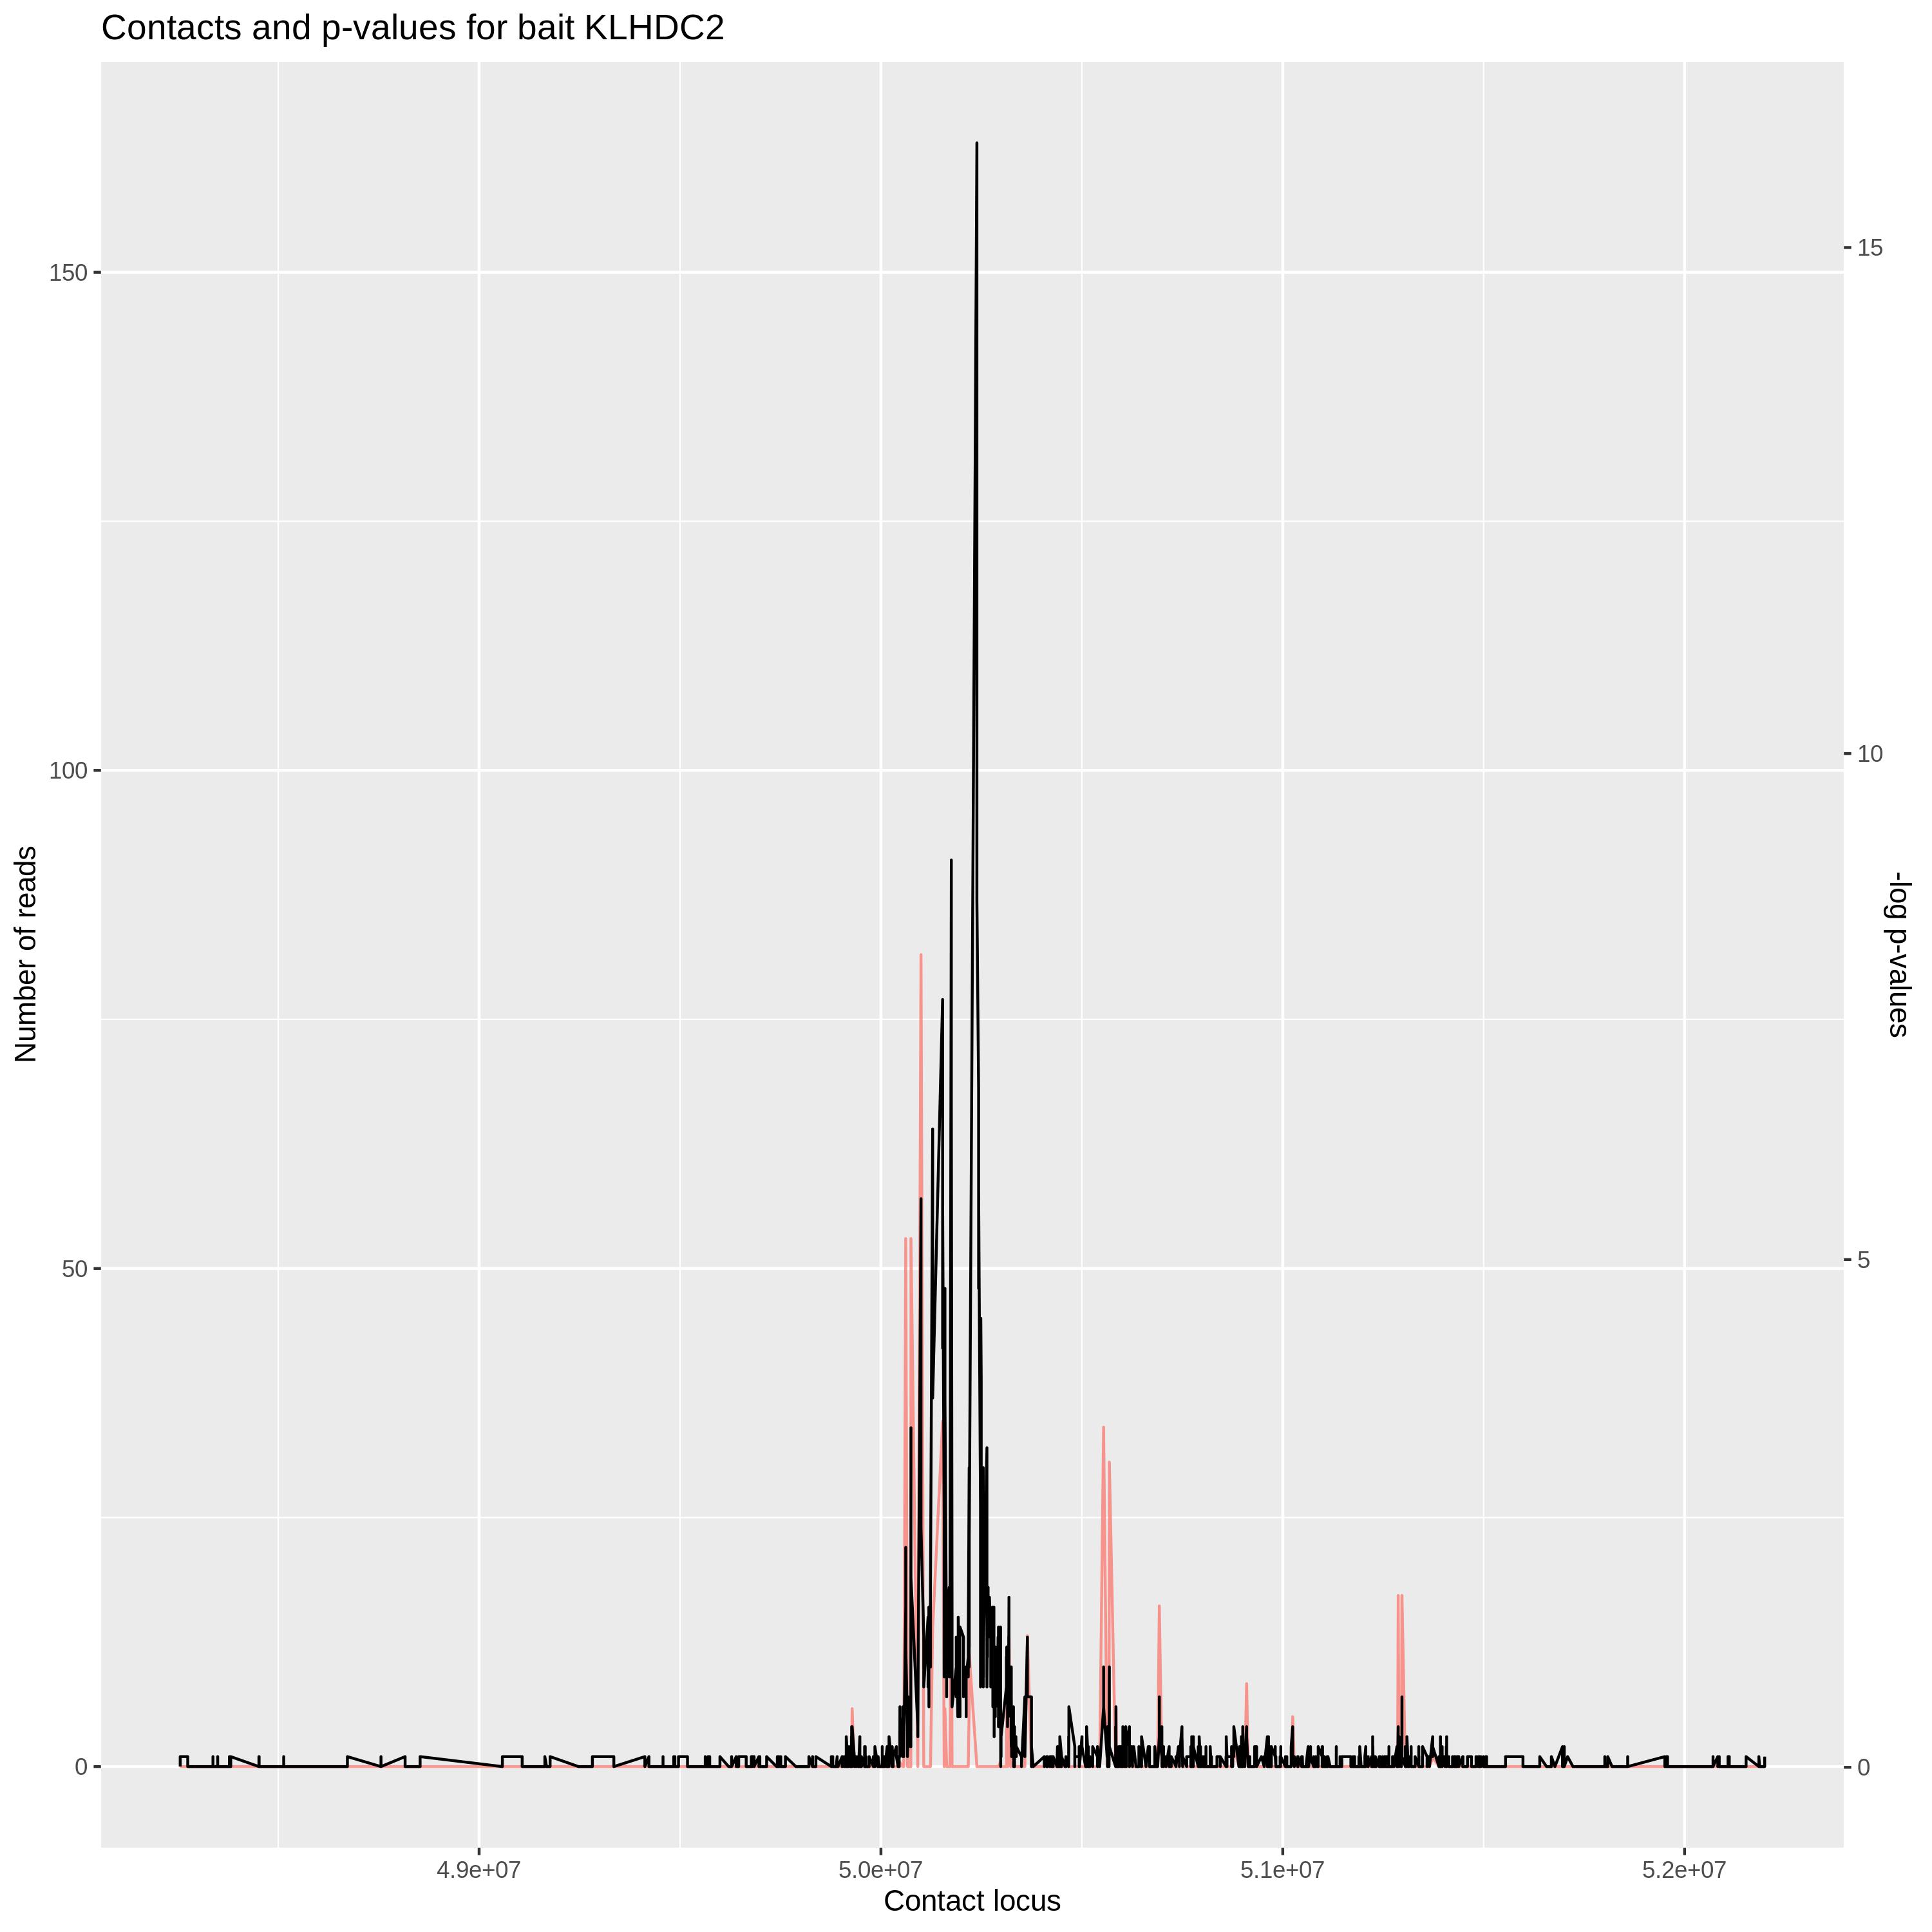 Contacts and p-values for bait KLHDC2
150
100
50
0
Number of reads
15
10
5
0
-log p-values
4.9e+07
5.0e+07
5.1e+07
5.2e+07
Contact locus